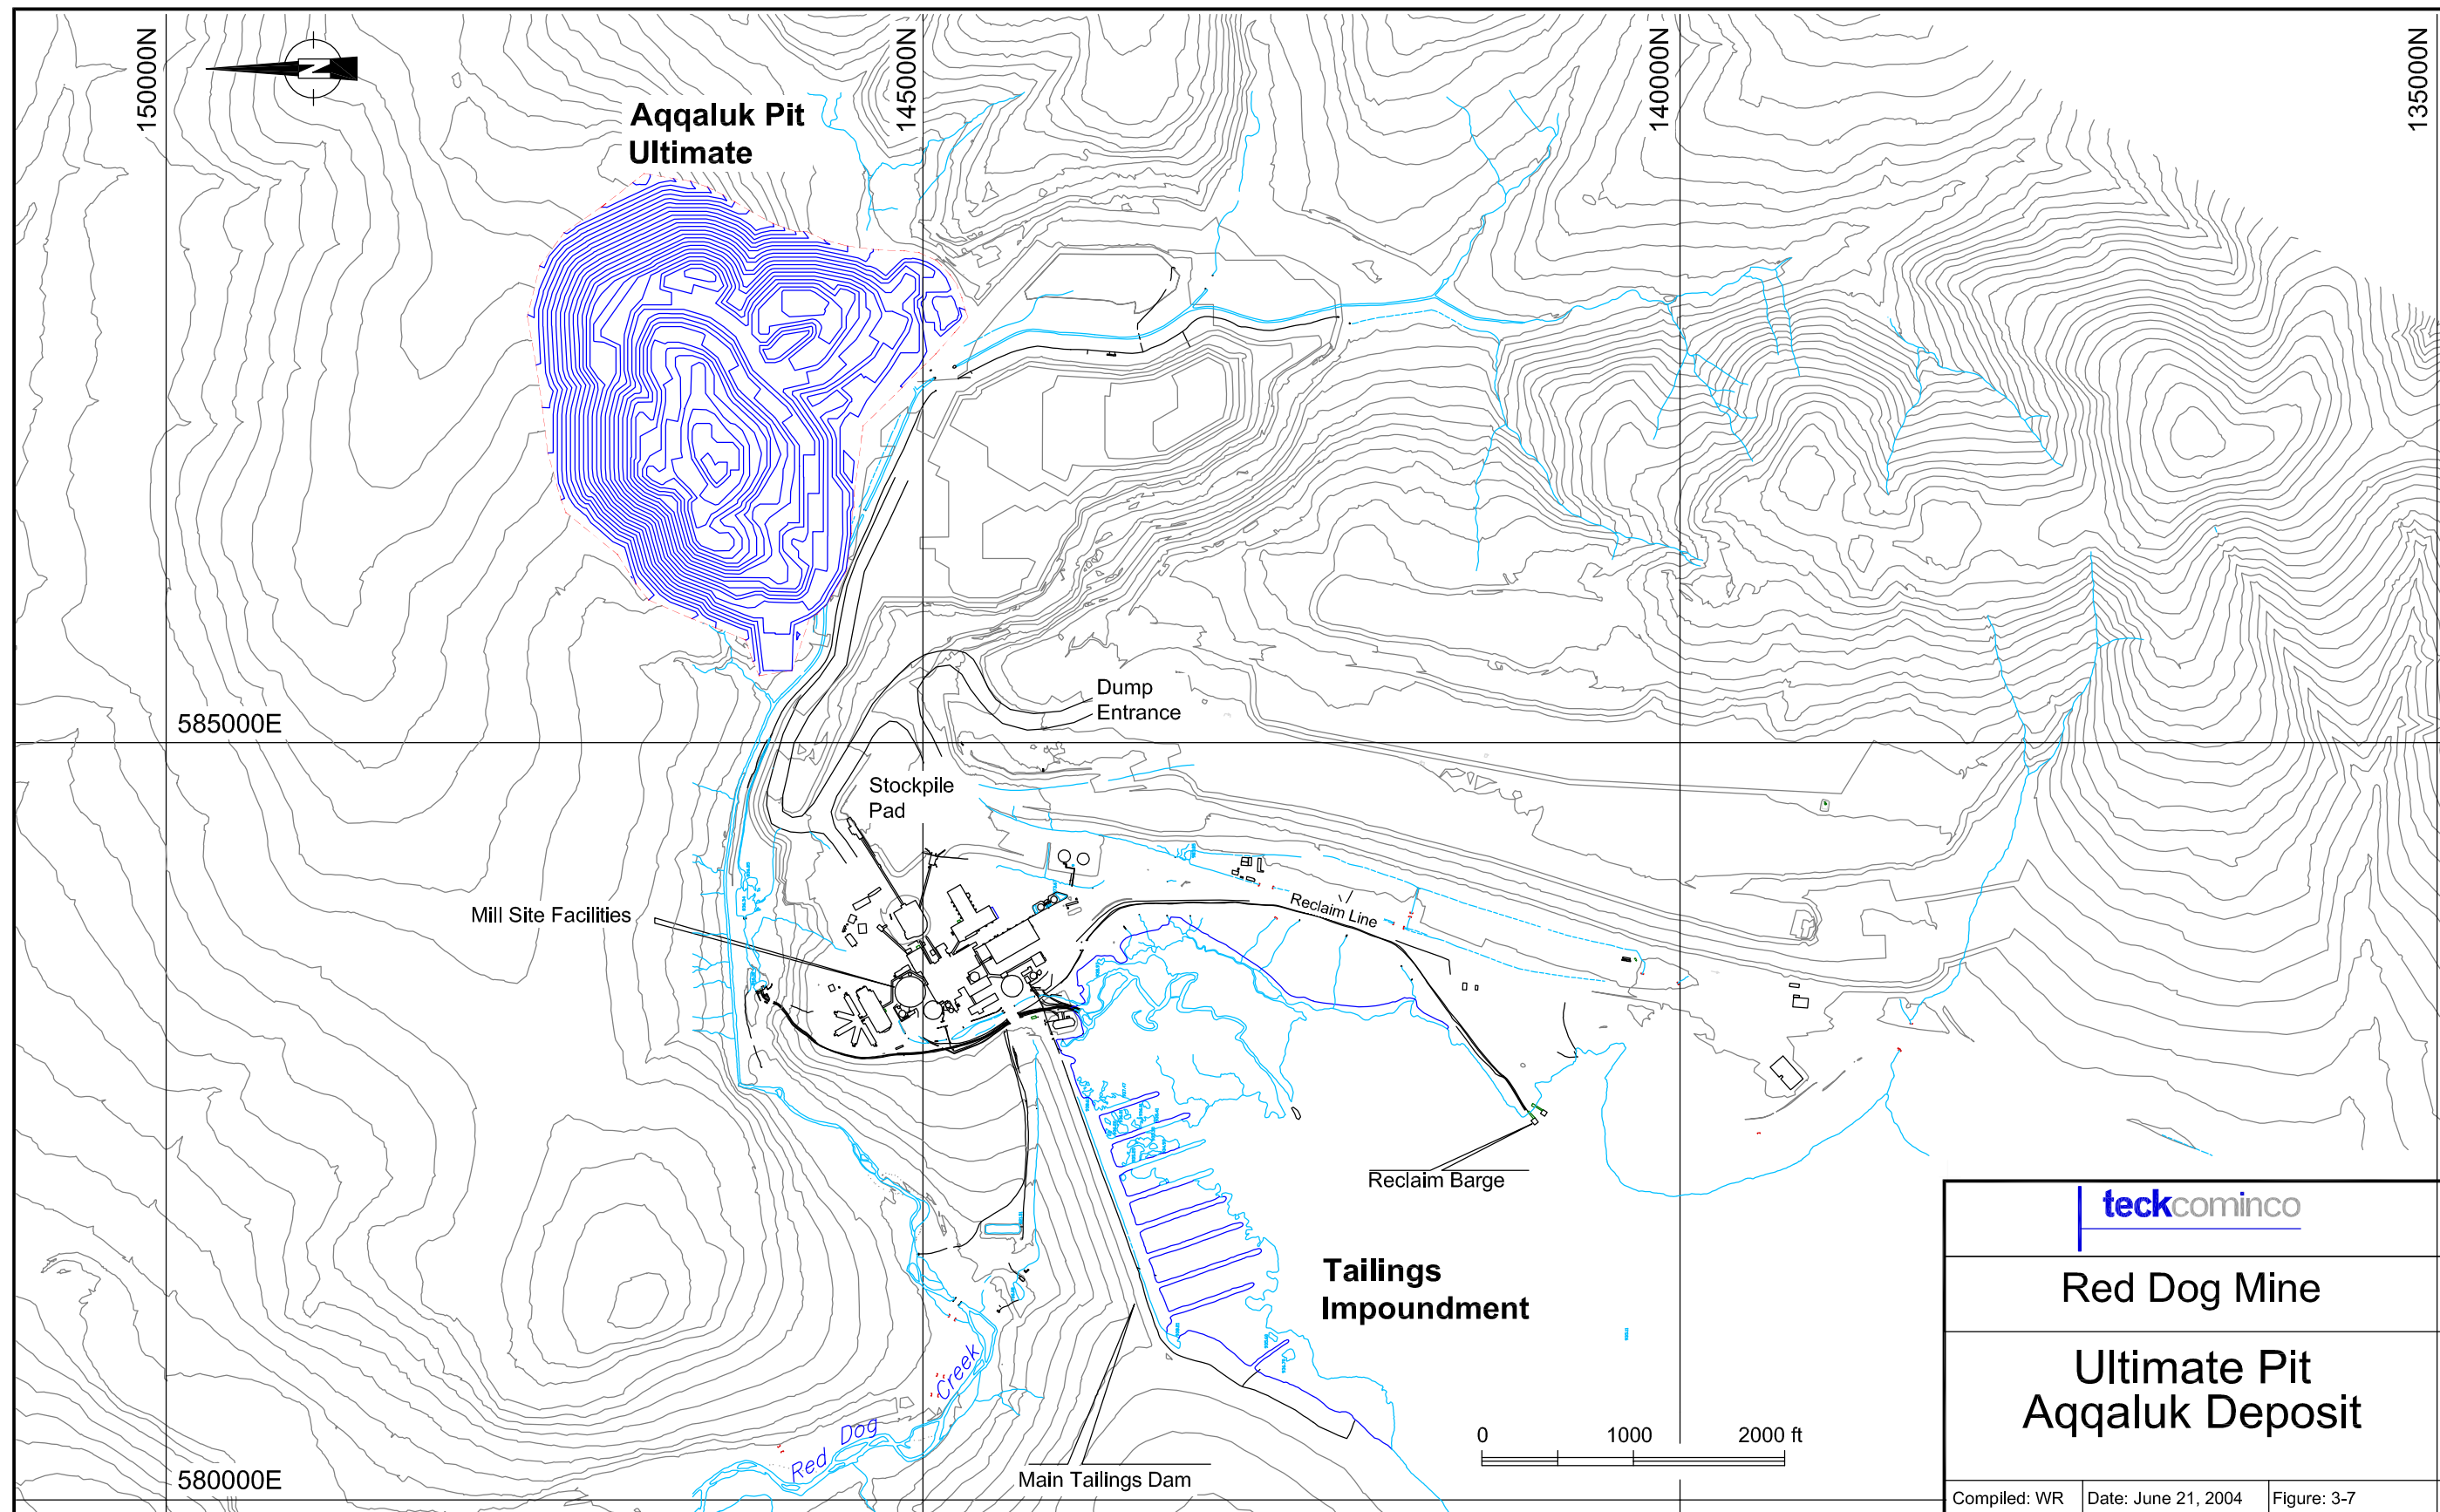 150000N
145000N
140000N
135000N
N
Aqqaluk Pit
Ultimate
585000E
Dump
Entrance
Stockpile
Pad
Mill Site Facilities
Reclaim Line
Reclaim Barge
Tailings
Impoundment
Red Dog Creek
580000E
Main Tailings Dam
0 1000 2000 ft
teckcominco
Red Dog Mine
Ultimate Pit
Aqqaluk Deposit
Compiled: WR Date: June 21, 2004 Figure: 3-7